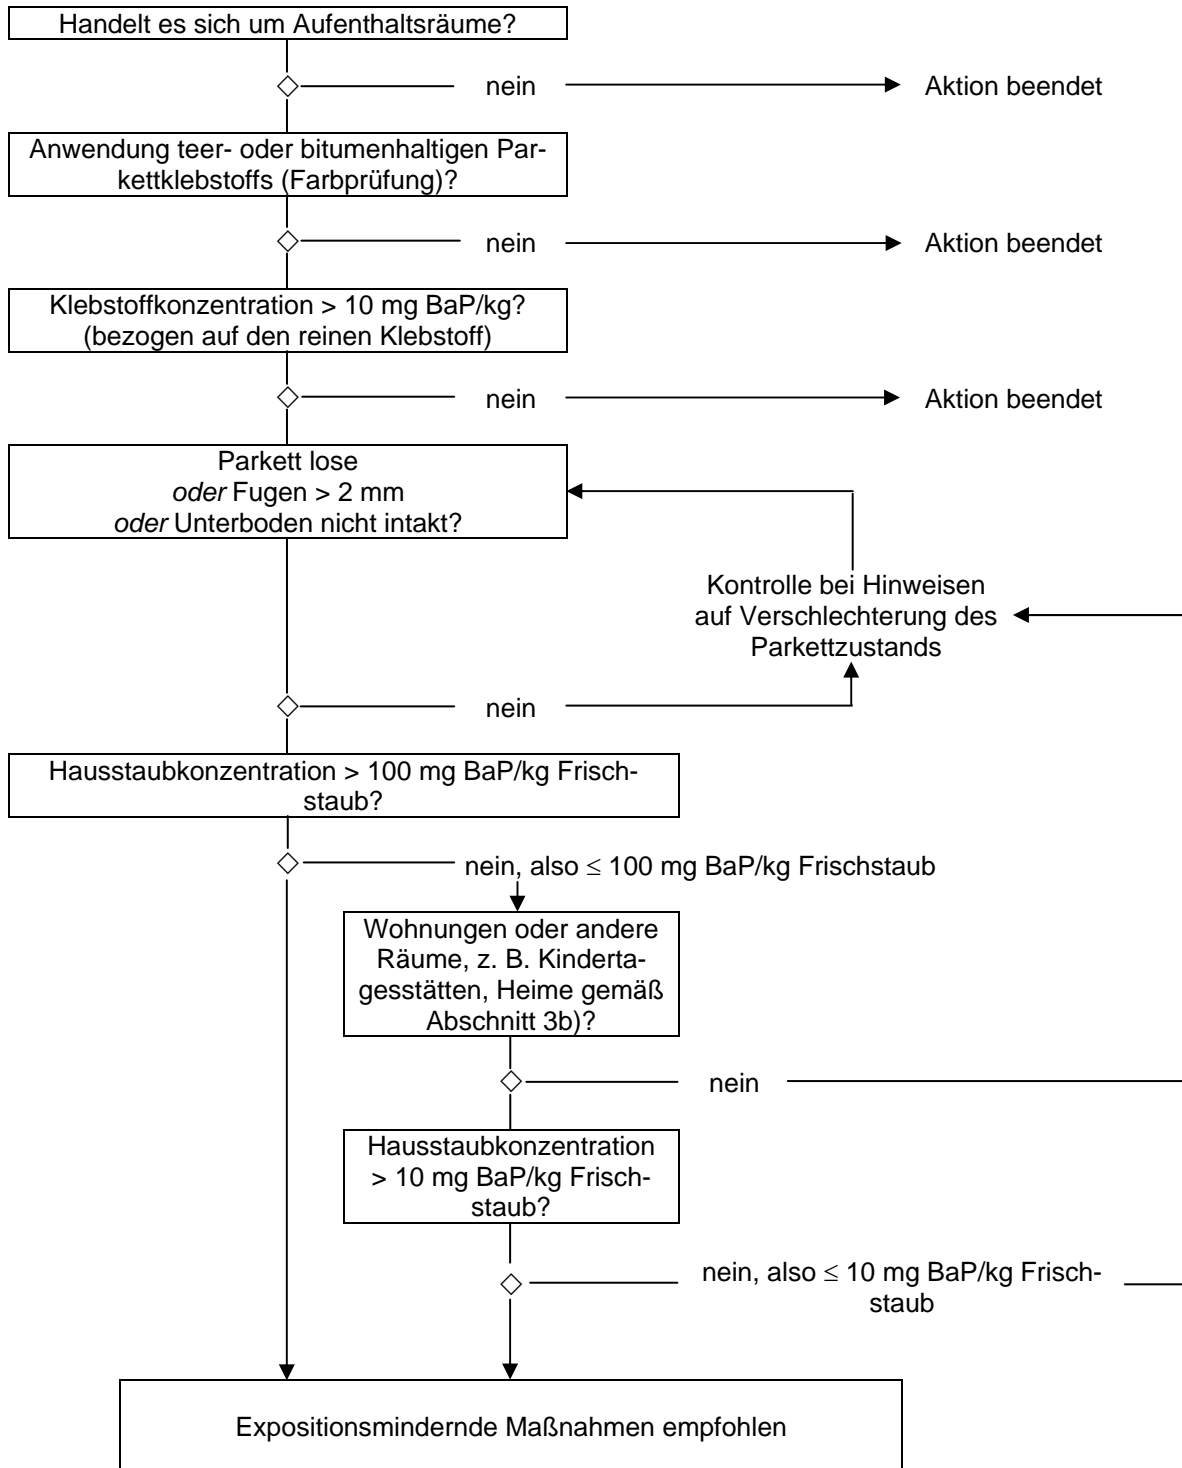 Handelt es sich um Aufenthaltsräume?
nein
Aktion beendet
Anwendung teer- oder bitumenhaltigen Par-
kettklebstoffs (Farbprüfung)?
nein
Aktion beendet
Klebstoffkonzentration > 10 mg BaP/kg?
(bezogen auf den reinen Klebstoff)
nein
Aktion beendet
Parkett lose
oder Fugen > 2 mm
oder Unterboden nicht intakt?
Kontrolle bei Hinweisen
auf Verschlechterung des
Parkettzustands
nein
Hausstaubkonzentration > 100 mg BaP/kg Frisch-
staub?
nein, also ≤ 100 mg BaP/kg Frischstaub
Wohnungen oder andere
Räume, z. B. Kinderta-
gesstätten, Heime gemäß
Abschnitt 3b)?
nein
Hausstaubkonzentration
> 10 mg BaP/kg Frisch-
staub?
nein, also ≤ 10 mg BaP/kg Frisch-
staub
Expositionsmindernde Maßnahmen empfohlen